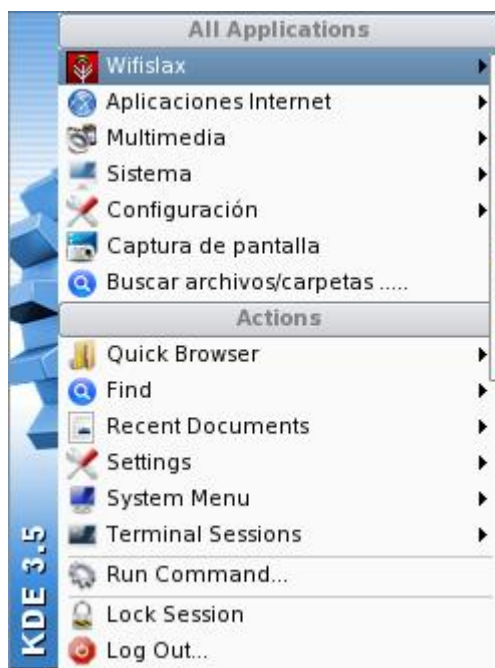 All Applications
Wifislax
Aplicaciones Internet
Multimedia
Sistema
Configuración
Captura de pantalla
Buscar archivos/carpetas .....
Actions
Quick Browser
Find
Recent Documents
Settings
System Menu
Terminal Sessions
Run Command...
Lock Session
Log Out...
KDE 3.5